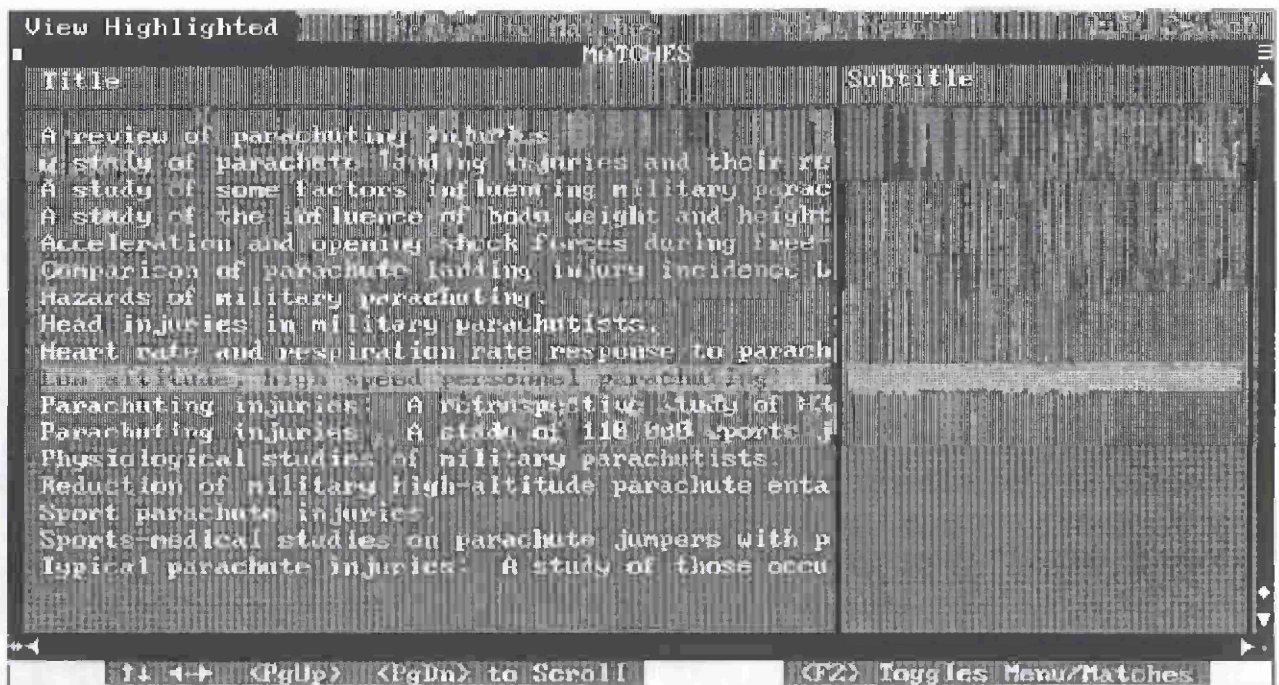 View Highlighted
MATCHES
Title
Subtitle
A review of parachuting injuries
A study of parachute landing injuries and their re
A study of some factors influencing military parac
A study of the influence of body weight and height
Acceleration and opening shock forces during free-
Comparison of parachute landing injury incidence b
Hazards of military parachuting.
Head injuries in military parachutists.
Heart rate and respiration rate response to parach
high speed personnel parachuting
Parachuting injuries: A retrospective study of
Parachuting injuries: A study of 110 000 sports j
Physiological studies of military parachutists
Reduction of military high-altitude parachute enta
Sport parachute injuries.
Sports-medical studies on parachute jumpers with p
Typical parachute injuries: A study of those occu
↑↓ ◄─► <PgUp> <PgDn> to Scroll
<F2> Toggles Menu/Matches